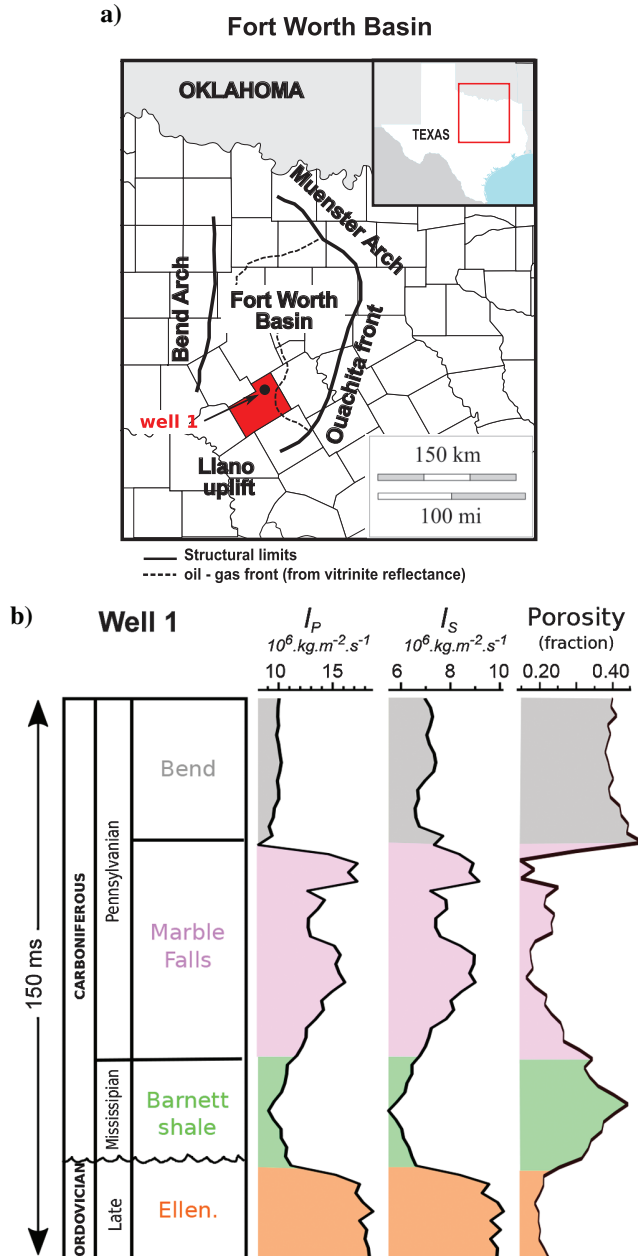 a)
Fort Worth Basin
OKLAHOMA
TEXAS
Muenster Arch
Bend Arch
Fort Worth
Basin
Ouachita front
well 1
Llano
uplift
150 km
100 mi
Structural limits
oil - gas front (from vitrinite reflectance)
b)
Well 1
I_P
10^6.kg.m^-2.s^-1
10 15
I_S
10^6.kg.m^-2.s^-1
6 8 10
Porosity
(fraction)
0.20 0.40
150 ms
CARBONIFEROUS
ORDOVICIAN
Pennsylvanian
Mississipian
Late
Bend
Marble
Falls
Barnett
shale
Ellen.